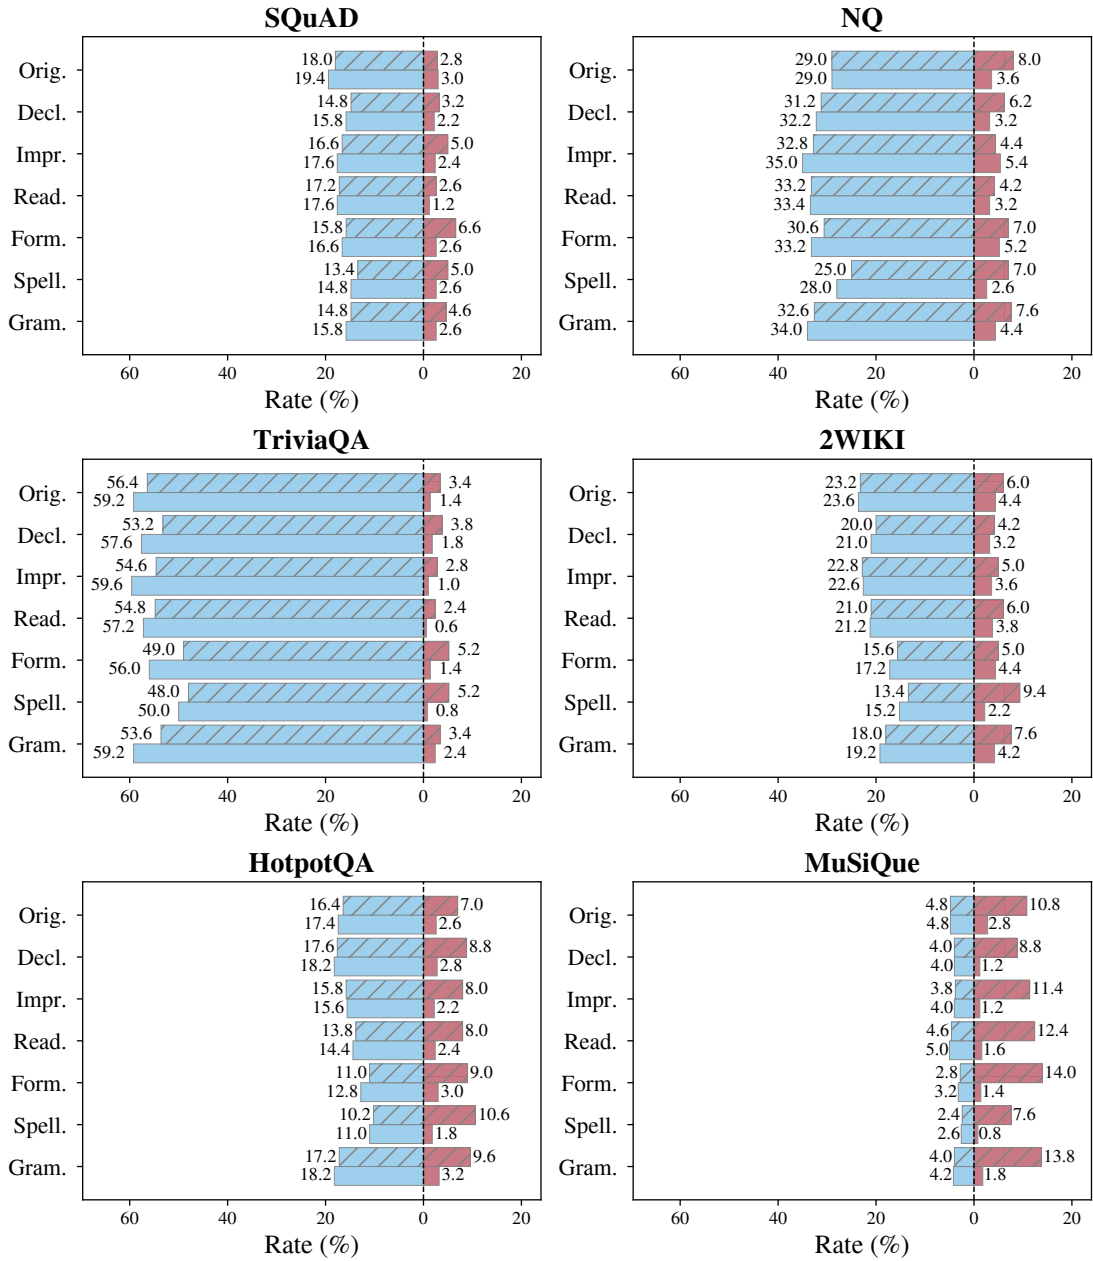 SQuAD
Orig. 18.0 2.8
19.4 3.0
Decl. 14.8 3.2
15.8 2.2
Impr. 16.6 5.0
17.6 2.4
Read. 17.2 2.6
17.6 1.2
Form. 15.8 6.6
16.6 2.6
Spell. 13.4 5.0
14.8 2.6
Gram. 14.8 4.6
15.8 2.6
60 40 20 0 20
Rate (%)
NQ
Orig. 29.0 8.0
29.0 3.6
Decl. 31.2 6.2
32.2 3.2
Impr. 32.8 4.4
35.0 5.4
Read. 33.2 4.2
33.4 3.2
Form. 30.6 7.0
33.2 5.2
Spell. 25.0 7.0
28.0 2.6
Gram. 32.6 7.6
34.0 4.4
60 40 20 0 20
Rate (%)
TriviaQA
Orig. 56.4 3.4
59.2 1.4
Decl. 53.2 3.8
57.6 1.8
Impr. 54.6 2.8
59.6 1.0
Read. 54.8 2.4
57.2 0.6
Form. 49.0 5.2
56.0 1.4
Spell. 48.0 5.2
50.0 0.8
Gram. 53.6 3.4
59.2 2.4
60 40 20 0 20
Rate (%)
2WIKI
Orig. 23.2 6.0
23.6 4.4
Decl. 20.0 4.2
21.0 3.2
Impr. 22.8 5.0
22.6 3.6
Read. 21.0 6.0
21.2 3.8
Form. 15.6 5.0
17.2 4.4
Spell. 13.4 9.4
15.2 2.2
Gram. 18.0 7.6
19.2 4.2
60 40 20 0 20
Rate (%)
HotpotQA
Orig. 16.4 7.0
17.4 2.6
Decl. 17.6 8.8
18.2 2.8
Impr. 15.8 8.0
15.6 2.2
Read. 13.8 8.0
14.4 2.4
Form. 11.0 9.0
12.8 3.0
Spell. 10.2 10.6
11.0 1.8
Gram. 17.2 9.6
18.2 3.2
60 40 20 0 20
Rate (%)
MuSiQue
Orig. 4.8 10.8
4.8 2.8
Decl. 4.0 8.8
4.0 1.2
Impr. 3.8 11.4
4.0 1.2
Read. 4.6 12.4
5.0 1.6
Form. 2.8 14.0
3.2 1.4
Spell. 2.4 7.6
2.6 0.8
Gram. 4.0 13.8
4.2 1.8
60 40 20 0 20
Rate (%)